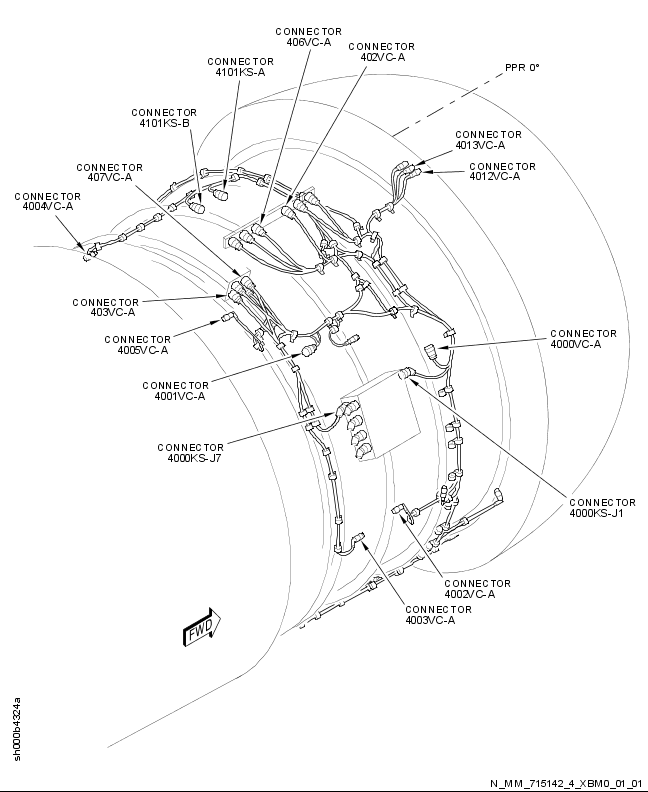 CONNECTOR
406VC-A
CONNECTOR
402VC-A
CONNECTOR
4101KS-A
PPR 0°
CONNECTOR
4101KS-B
CONNECTOR
4013VC-A
CONNECTOR
407VC-A
CONNECTOR
4012VC-A
CONNECTOR
4004VC-A
CONNECTOR
403VC-A
CONNECTOR
4005VC-A
CONNECTOR
4000VC-A
CONNECTOR
4001VC-A
CONNECTOR
4000KS-J7
CONNECTOR
4000KS-J1
CONNECTOR
4002VC-A
CONNECTOR
4003VC-A
FWD
sh000b4324a
N_MM_715142_4_XBM0_01_01